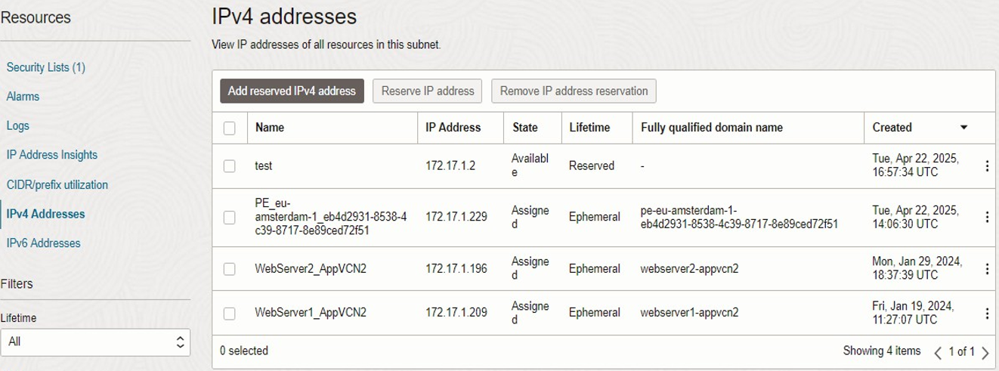 Resources
Security Lists (1)
Alarms
Logs
IP Address Insights
CIDR/prefix utilization
IPv4 Addresses
IPv6 Addresses
Filters
Lifetime
All
IPv4 addresses
View IP addresses of all resources in this subnet.
Add reserved IPv4 address Reserve IP address Remove IP address reservation
Name IP Address State Lifetime Fully qualified domain name Created
test 172.17.1.2 Availabl
e Reserved - Tue, Apr 22, 2025,
16:57:34 UTC
PE_eu-
amsterdam-1_eb4d2931-8538-4
c39-8717-8e89ced72f51 172.17.1.229 Assigne
d Ephemeral pe-eu-amsterdam-1-
eb4d2931-8538-4c39-8717-8e89ced72f51 Tue, Apr 22, 2025,
14:06:30 UTC
WebServer2_AppVCN2 172.17.1.196 Assigne
d Ephemeral webserver2-appvcn2 Mon, Jan 29, 2024,
18:37:39 UTC
WebServer1_AppVCN2 172.17.1.209 Assigne
d Ephemeral webserver1-appvcn2 Fri, Jan 19, 2024,
11:27:07 UTC
0 selected Showing 4 items 1 of 1